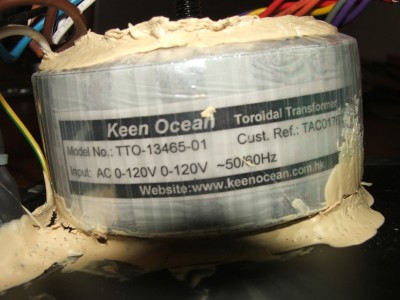 Keen Ocean Toroidal Transformer
Model No.: TTO-13465-01 Cust. Ref.:
Input: AC 0-120V 0-120V ~50/60Hz
Website:www.keenocean.com.hk